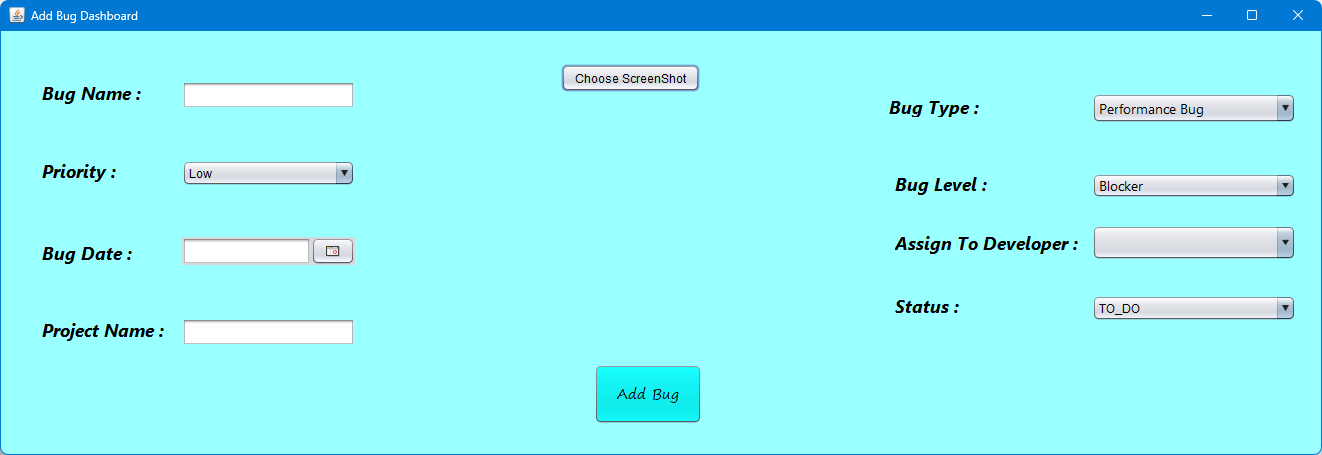 Add Bug Dashboard
Choose ScreenShot
Bug Name :
Bug Type :
Performance Bug
Priority :
Low
Bug Level :
Blocker
Bug Date :
Assign To Developer :
Project Name :
Status :
TO_DO
Add Bug